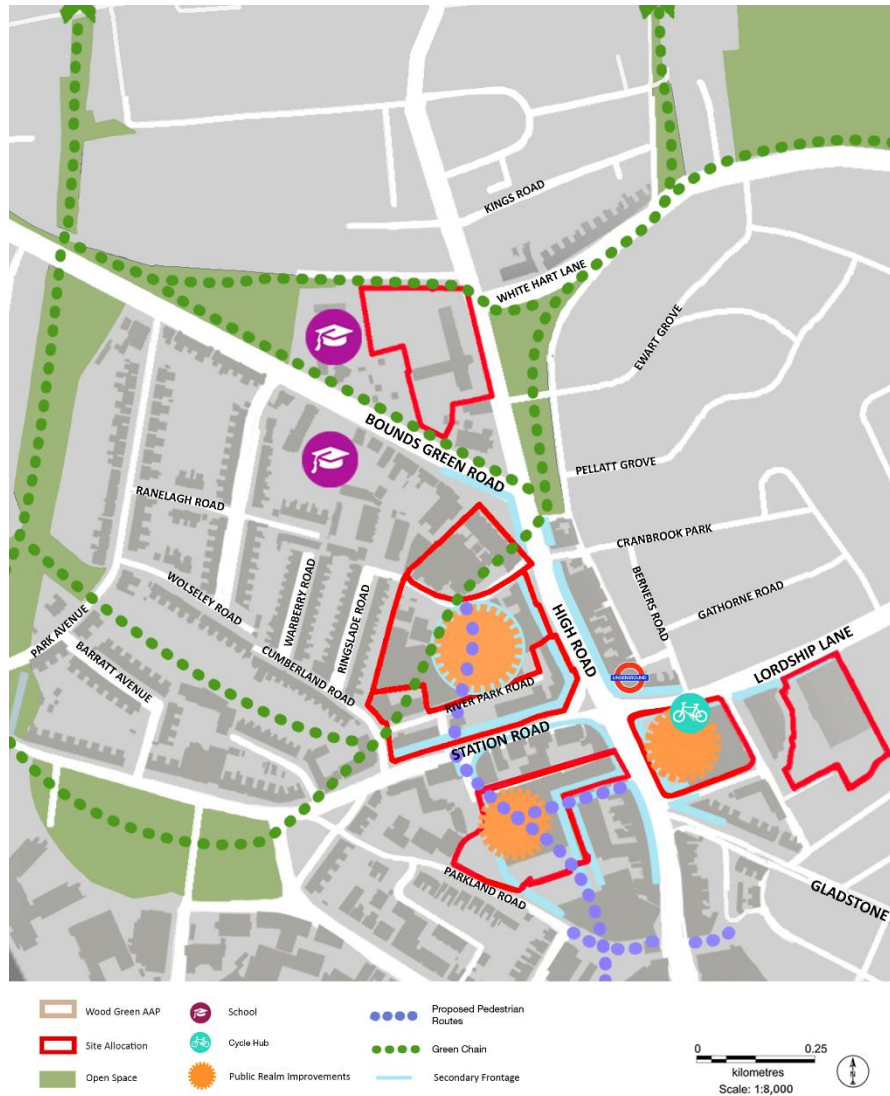 KINGS ROAD
WHITE HART LANE
EWART GROVE
BOUNDS GREEN ROAD
PELLATT GROVE
RANELAGH ROAD
CRANBROOK PARK
WOLSELEY ROAD
WARBERRY ROAD
RINGSLADE ROAD
BERNERS ROAD
GATHORNE ROAD
HIGH ROAD
PARK AVENUE
BARRATT AVENUE
CUMBERLAND ROAD
LORDSHIP LANE
UNDERGROUND
RIVER PARK ROAD
STATION ROAD
PARKLAND ROAD
GLADSTONE
Wood Green AAP
School
Proposed Pedestrian
Routes
Site Allocation
Cycle Hub
Green Chain
Open Space
Public Realm Improvements
Secondary Frontage
0 0.25
kilometres
Scale: 1:8,000
N